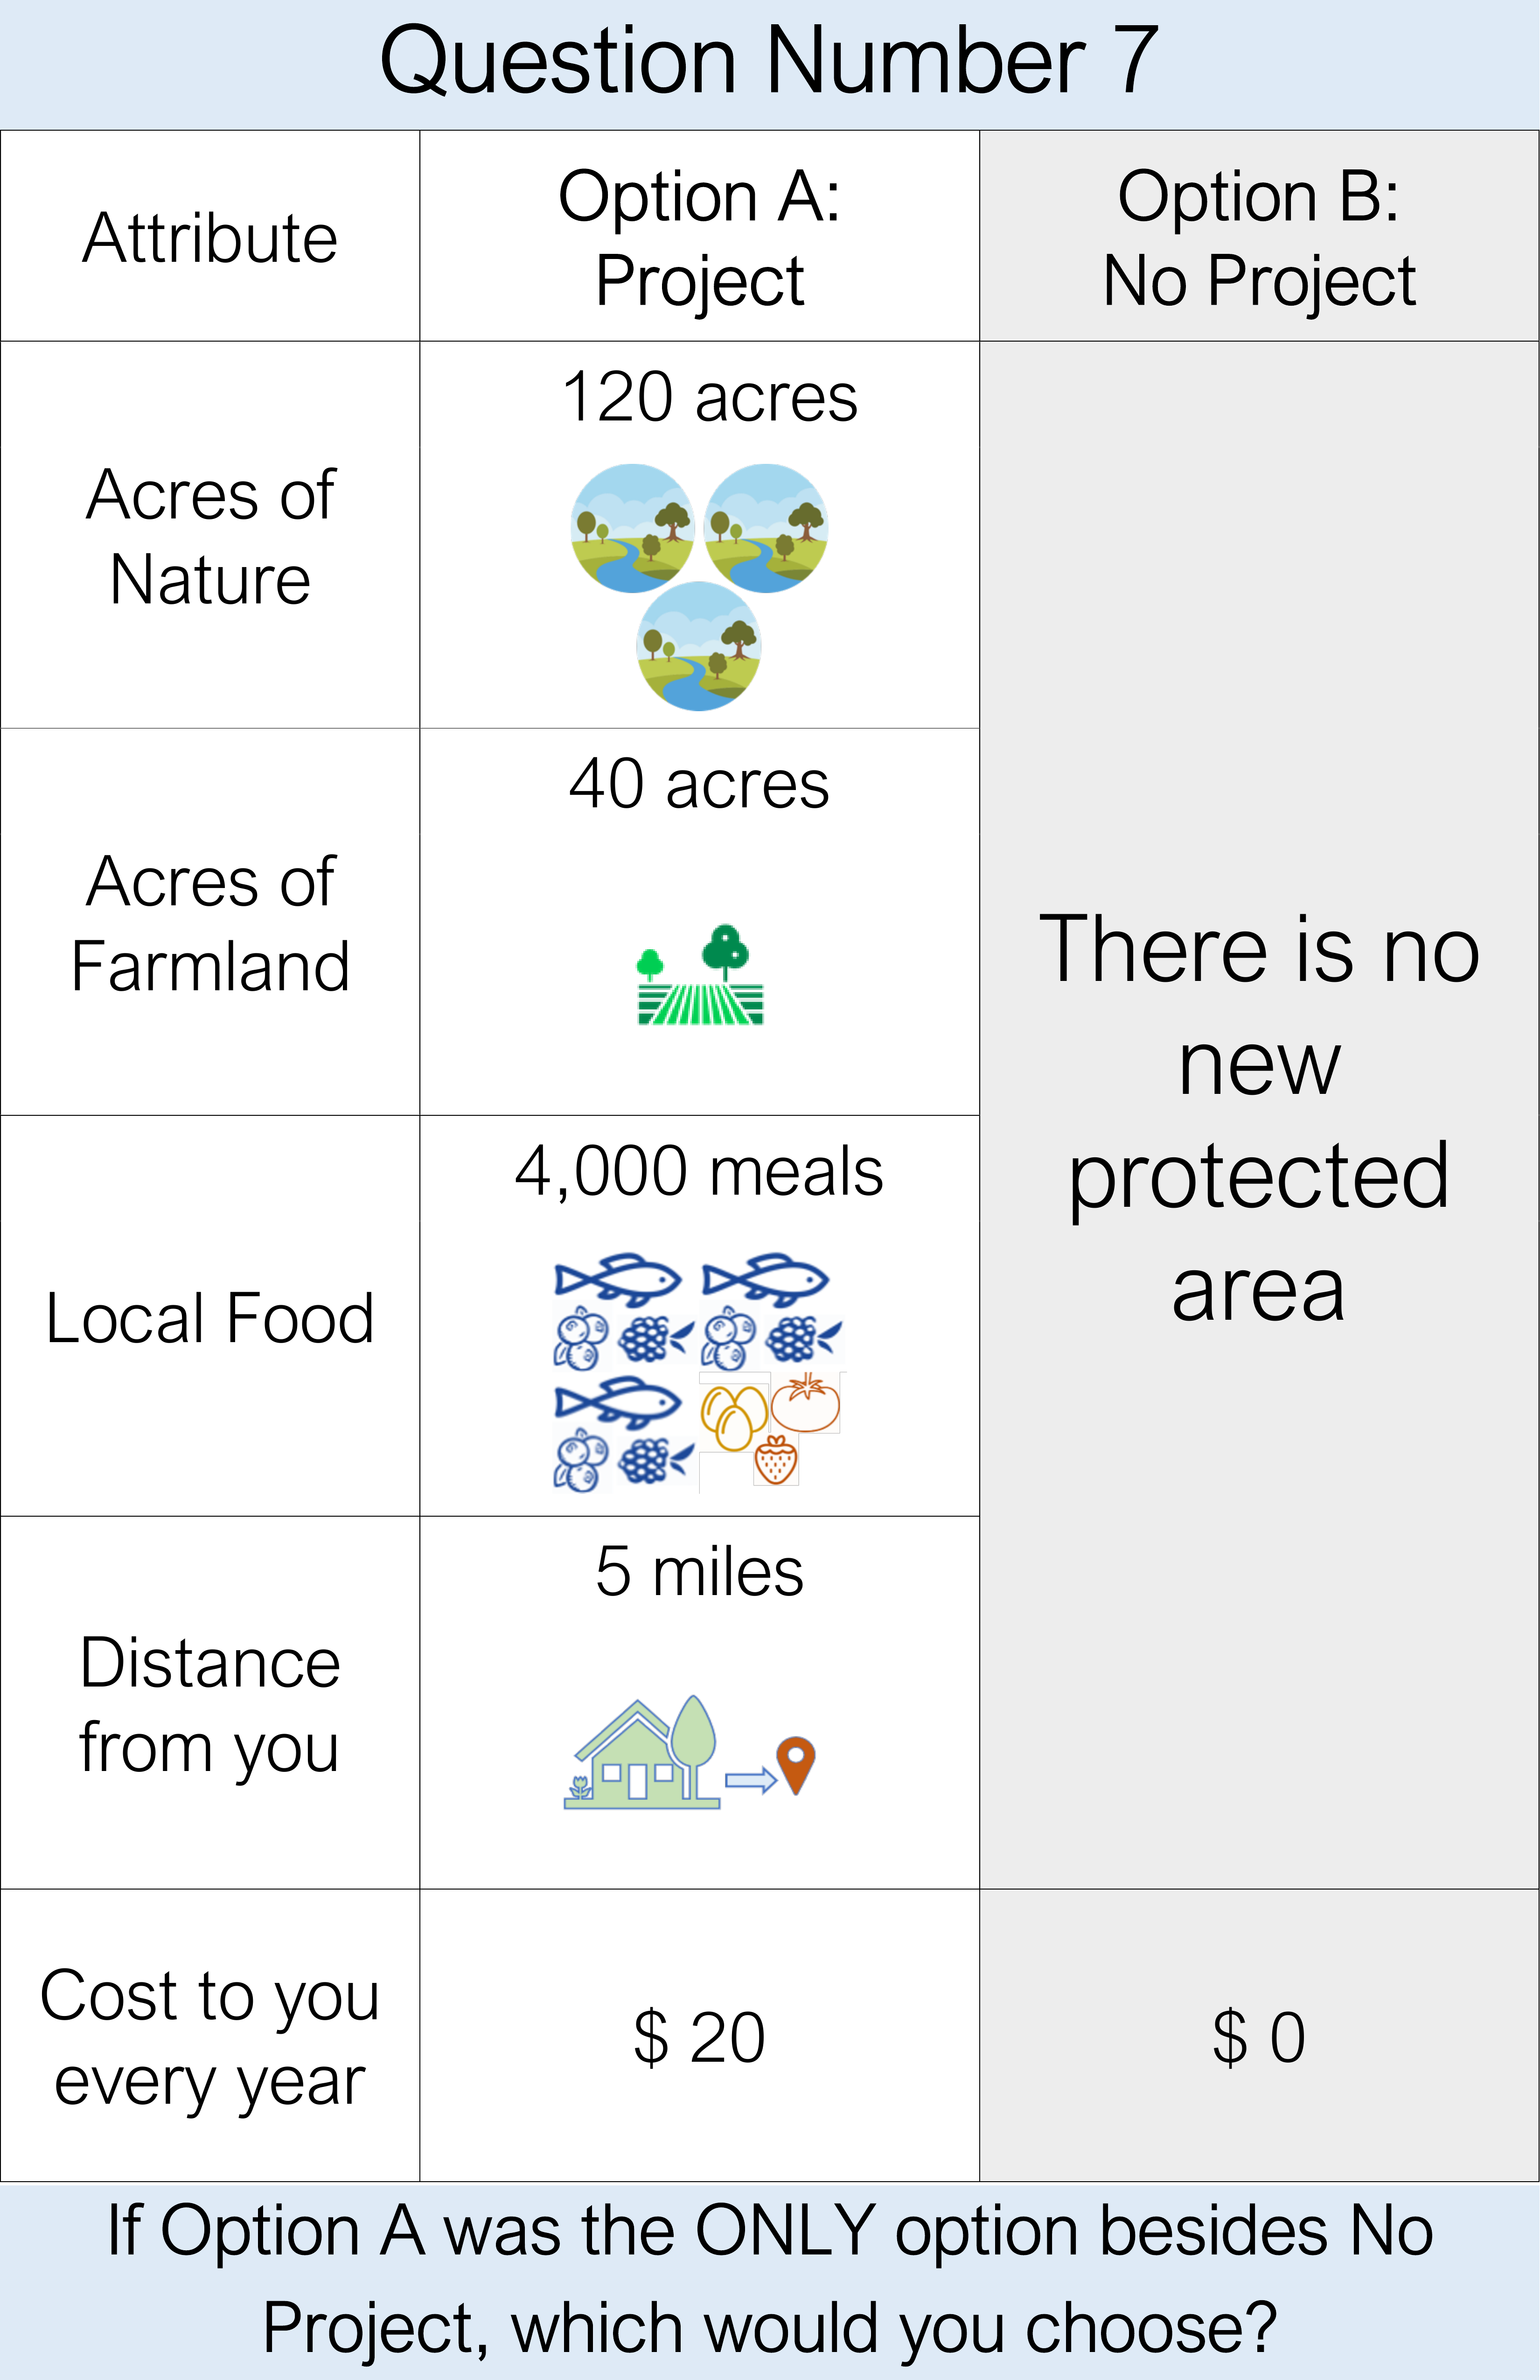 Question Number 7
Attribute
Option A:
Project
Option B:
No Project
Acres of
Nature
120 acres
Acres of
Farmland
40 acres
Local Food
4,000 meals
Distance
from you
5 miles
There is no
new
protected
area
Cost to you
every year
$ 20
$ 0
If Option A was the ONLY option besides No
Project, which would you choose?